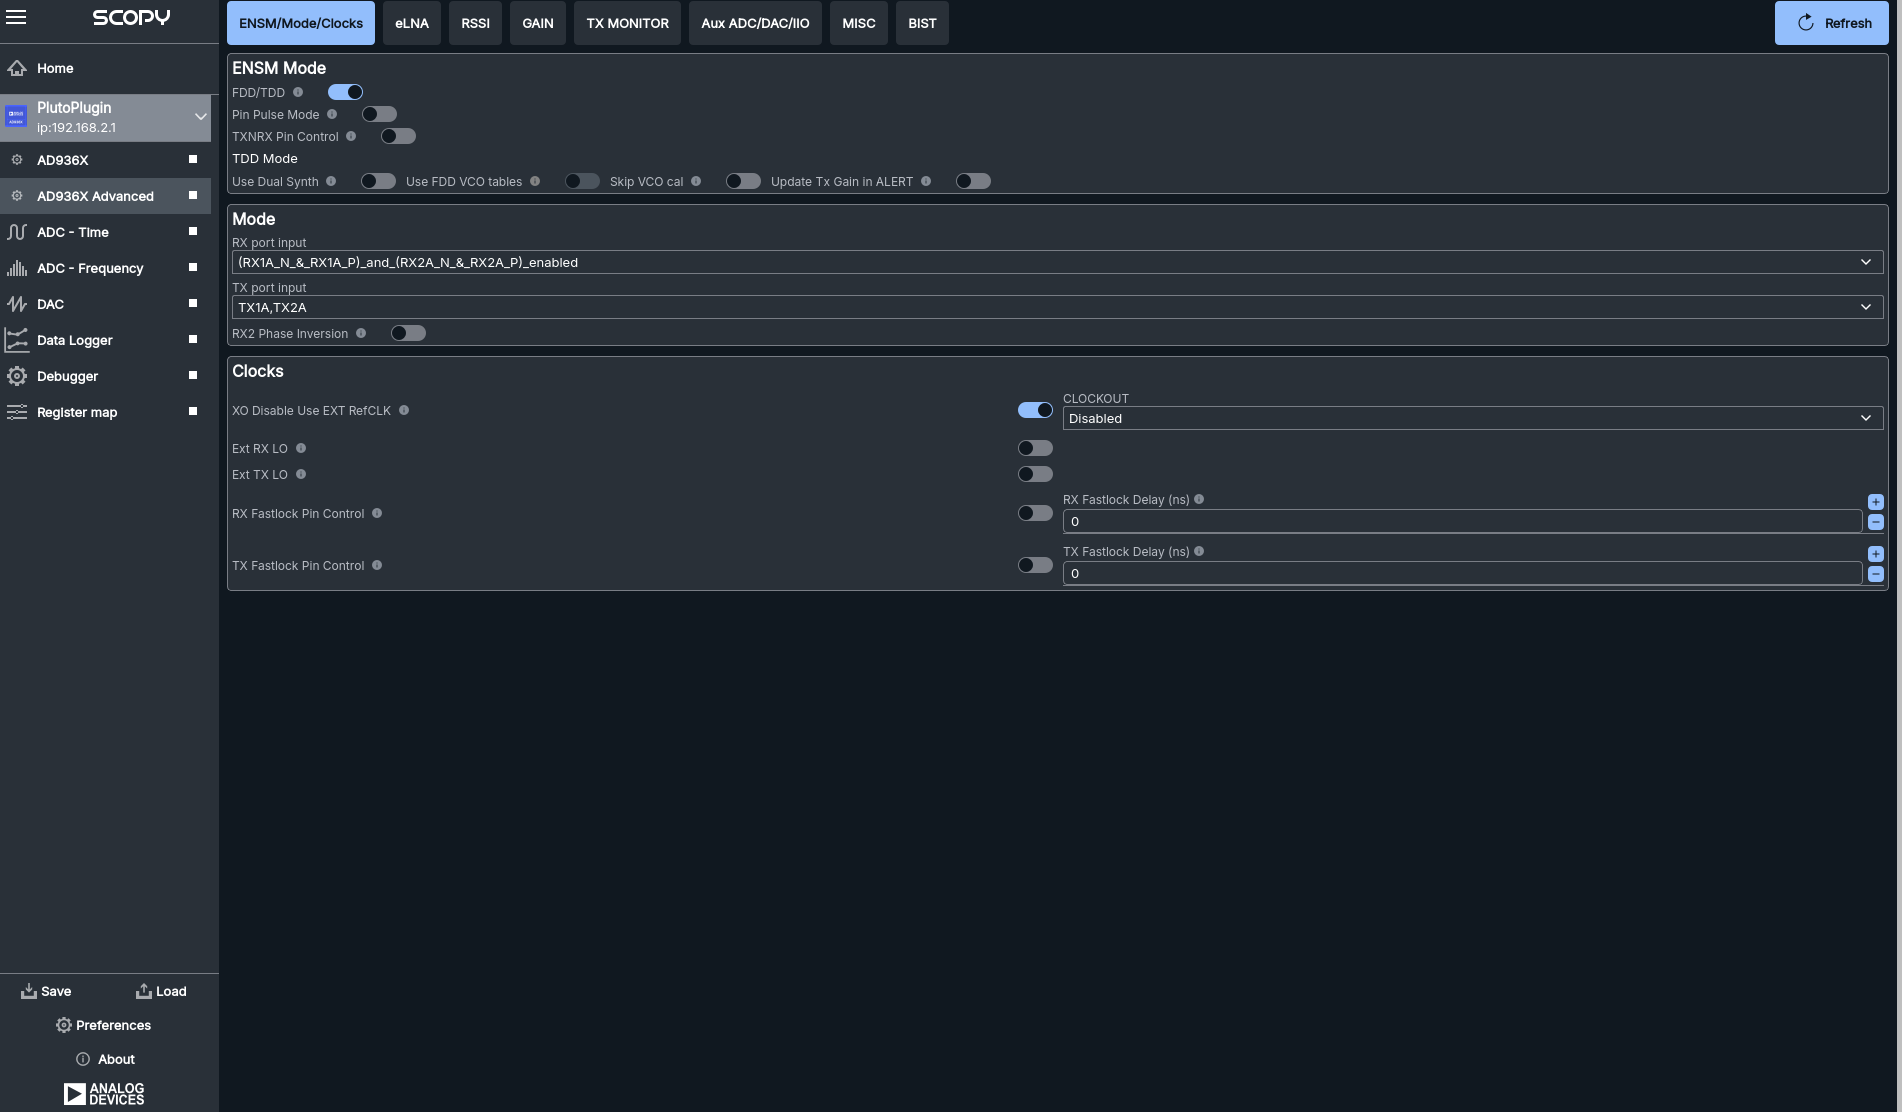 SCOPY
Home
PlutoPlugin
ip:192.168.2.1
AD936X
AD936X Advanced
ADC - Time
ADC - Frequency
DAC
Data Logger
Debugger
Register map
Save
Load
Preferences
About
ANALOG
DEVICES
ENSM/Mode/Clocks
eLNA
RSSI
GAIN
TX MONITOR
Aux ADC/DAC/IIO
MISC
BIST
Refresh
ENSM Mode
FDD/TDD
Pin Pulse Mode
TXNRX Pin Control
TDD Mode
Use Dual Synth
Use FDD VCO tables
Skip VCO cal
Update Tx Gain in ALERT
Mode
RX port input
(RX1A_N_&_RX1A_P)_and_(RX2A_N_&_RX2A_P)_enabled
TX port input
TX1A,TX2A
RX2 Phase Inversion
Clocks
XO Disable Use EXT RefCLK
CLOCKOUT
Disabled
Ext RX LO
Ext TX LO
RX Fastlock Pin Control
RX Fastlock Delay (ns)
0
TX Fastlock Pin Control
TX Fastlock Delay (ns)
0